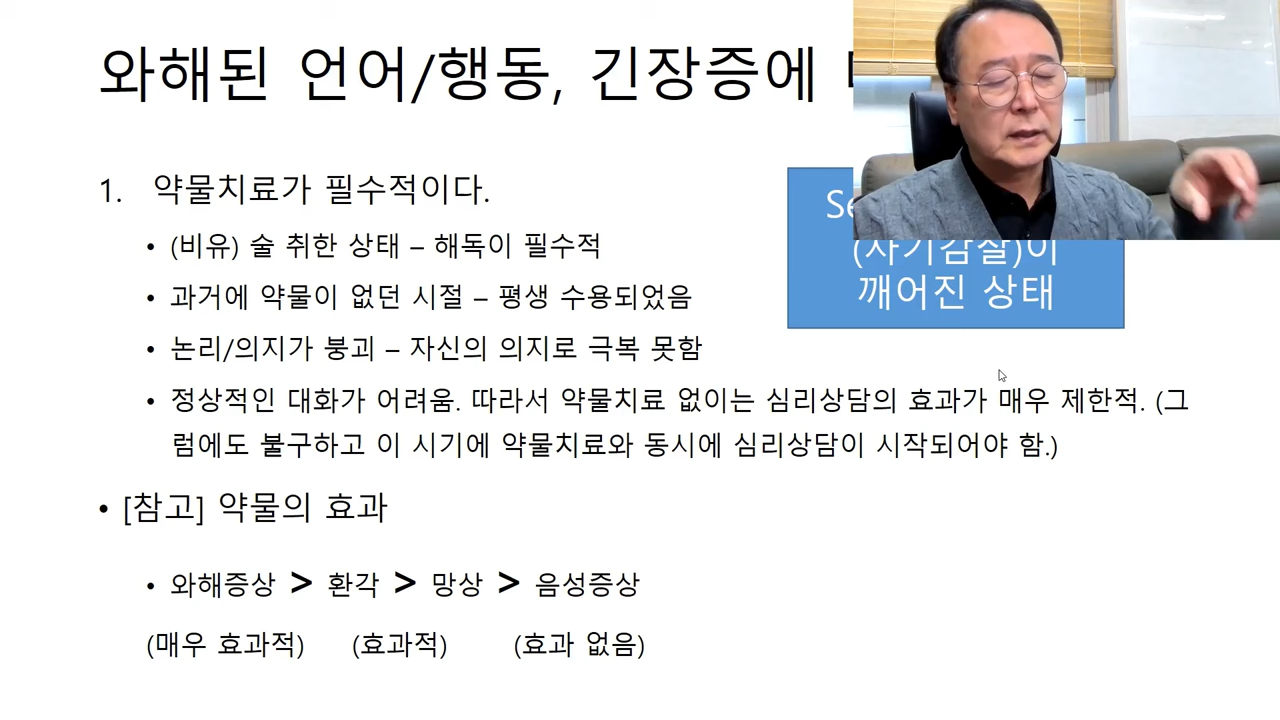 와해된 언어/행동, 긴장증에
1. 약물치료가 필수적이다.
• (비유) 술 취한 상태 – 해독이 필수적
• 과거에 약물이 없던 시절 – 평생 수용되었음
• 논리/의지가 붕괴 – 자신의 의지로 극복 못함
• 정상적인 대화가 어려움. 따라서 약물치료 없이는 심리상담의 효과가 매우 제한적. (그
럼에도 불구하고 이 시기에 약물치료와 동시에 심리상담이 시작되어야 함.)
• [참고] 약물의 효과
• 와해증상 > 환각 > 망상 > 음성증상
(매우 효과적) (효과적) (효과 없음)
(자기감찰)이
깨어진 상태